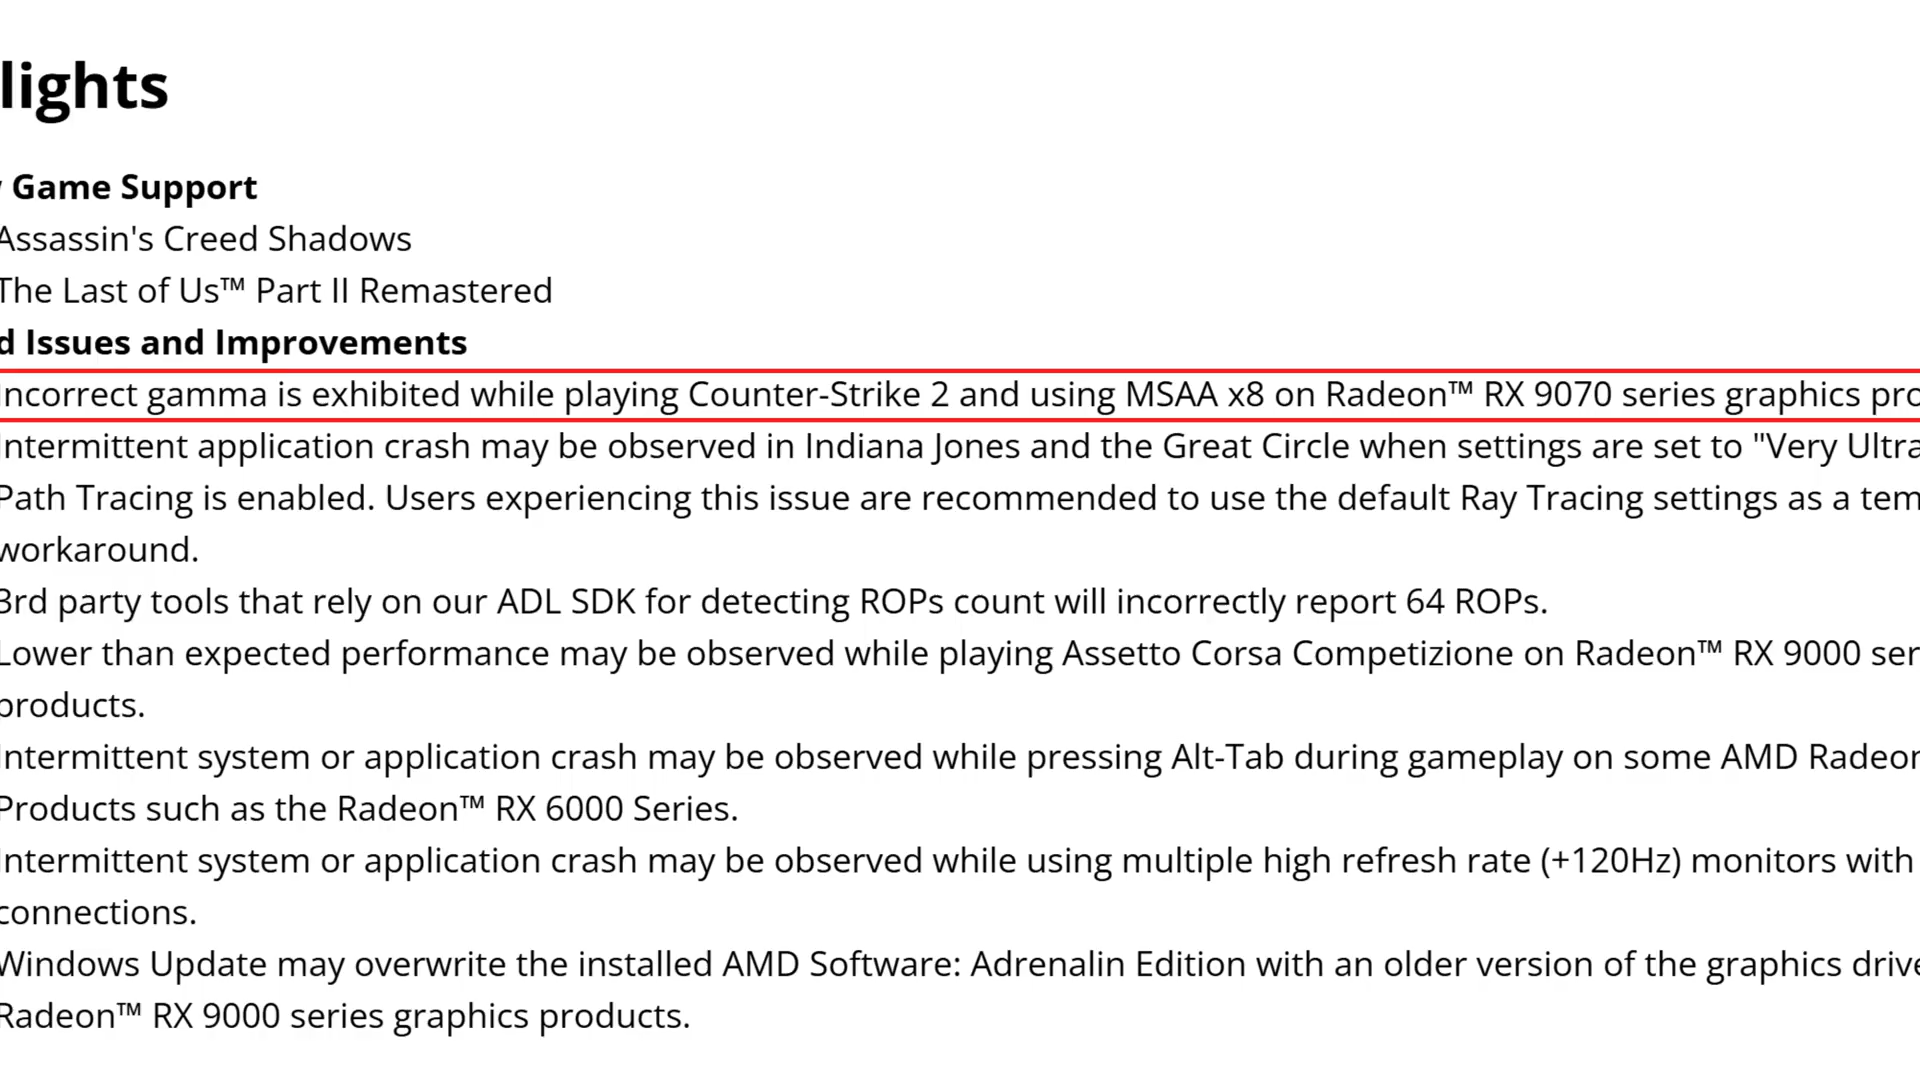 lights
Game Support
Assassin's Creed Shadows
The Last of Us™ Part II Remastered
d Issues and Improvements
Incorrect gamma is exhibited while playing Counter-Strike 2 and using MSAA x8 on Radeon™ RX 9070 series graphics pro
Intermittent application crash may be observed in Indiana Jones and the Great Circle when settings are set to "Very Ultra
Path Tracing is enabled. Users experiencing this issue are recommended to use the default Ray Tracing settings as a tem
workaround.
3rd party tools that rely on our ADL SDK for detecting ROPs count will incorrectly report 64 ROPs.
Lower than expected performance may be observed while playing Assetto Corsa Competizione on Radeon™ RX 9000 ser
products.
Intermittent system or application crash may be observed while pressing Alt-Tab during gameplay on some AMD Radeon
Products such as the Radeon™ RX 6000 Series.
Intermittent system or application crash may be observed while using multiple high refresh rate (+120Hz) monitors with
connections.
Windows Update may overwrite the installed AMD Software: Adrenalin Edition with an older version of the graphics drive
Radeon™ RX 9000 series graphics products.